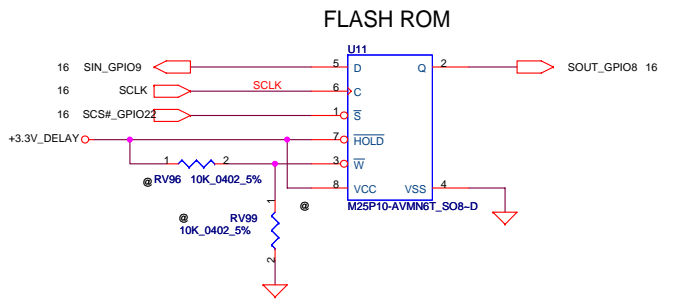 FLASH ROM
U11
16 SIN_GPIO9 5 D Q 2 SOUT_GPIO8 16
16 SCLK SCLK 6 C
16 SCS#_GPIO22 1 S
+3.3V_DELAY 7 HOLD
1 2 3 W
@ RV96 10K_0402_5% 8 VCC VSS 4
1 @ M25P10-AVMN6T_SO8~D
@ RV99
10K_0402_5%
2